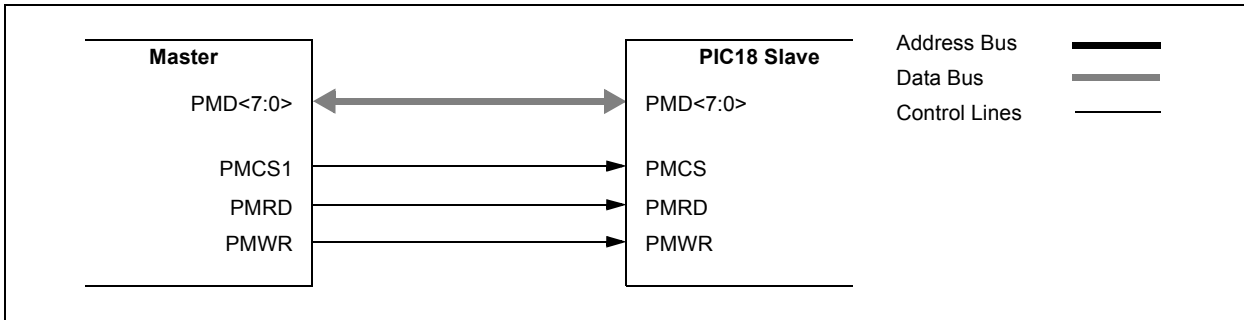 Master
PIC18 Slave
Address Bus
PMD<7:0>
PMD<7:0>
Data Bus
Control Lines
PMCS1
PMCS
PMRD
PMRD
PMWR
PMWR